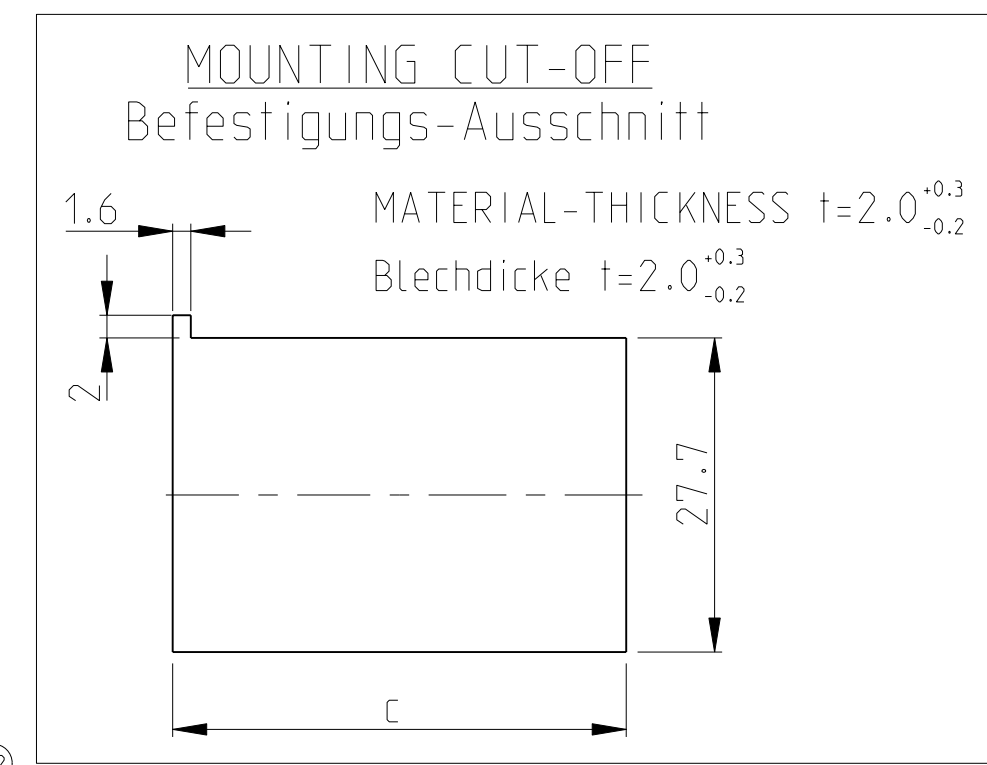 MOUNTING CUT-OFF
Befestigungs-Ausschnitt
1.6
MATERIAL-THICKNESS t=2.0 +0.3 -0.2
Blechdicke t=2.0 +0.3 -0.2
2
27.7
C